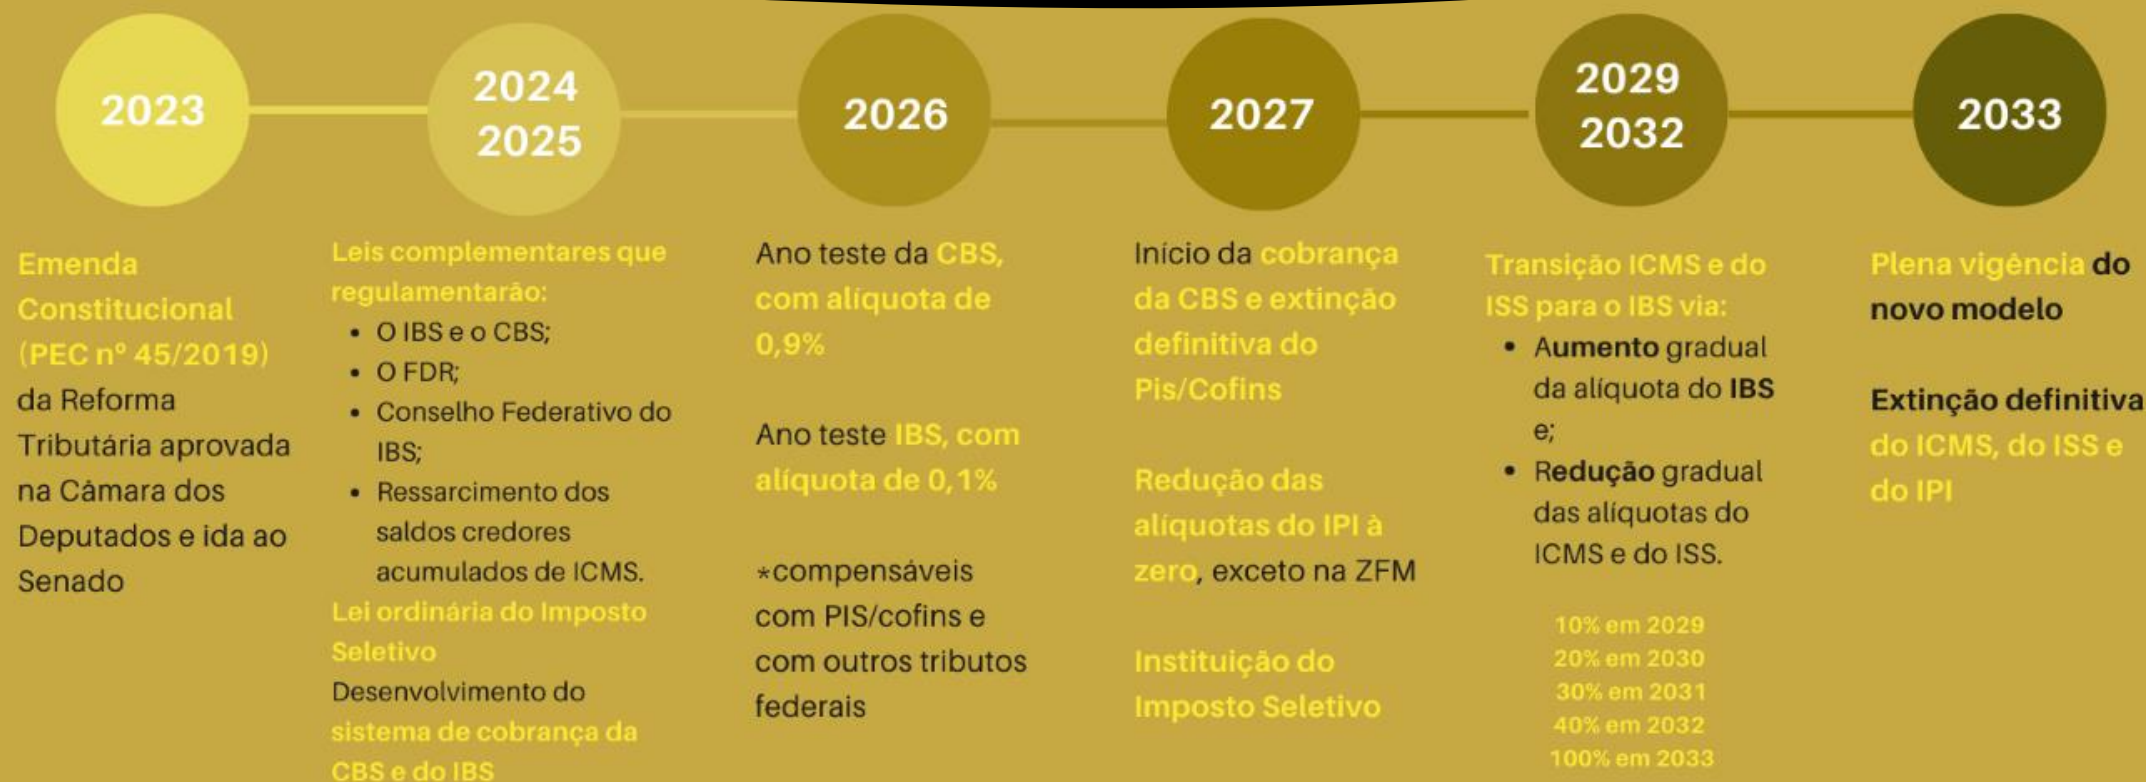 2023
Emenda
Constitucional
(PEC nº 45/2019)
da Reforma
Tributária aprovada
na Câmara dos
Deputados e ida ao
Senado
2024
2025
Leis complementares que
regulamentarão:
• O IBS e o CBS;
• O FDR;
• Conselho Federativo do
IBS;
• Ressarcimento dos
saldos credores
acumulados de ICMS.
Lei ordinária do Imposto
Seletivo
Desenvolvimento do
sistema de cobrança da
CBS e do IBS
2026
Ano teste da CBS,
com alíquota de
0,9%
Ano teste IBS, com
alíquota de 0,1%
*compensáveis
com PIS/cofins e
com outros tributos
federais
2027
Início da cobrança
da CBS e extinção
definitiva do
Pis/Cofins
Redução das
alíquotas do IPI à
zero, exceto na ZFM
Instituição do
Imposto Seletivo
2029
2032
Transição ICMS e do
ISS para o IBS via:
• Aumento gradual
da alíquota do IBS
e;
• Redução gradual
das alíquotas do
ICMS e do ISS.
10% em 2029
20% em 2030
30% em 2031
40% em 2032
100% em 2033
2033
Plena vigência do
novo modelo
Extinção definitiva
do ICMS, do ISS e
do IPI